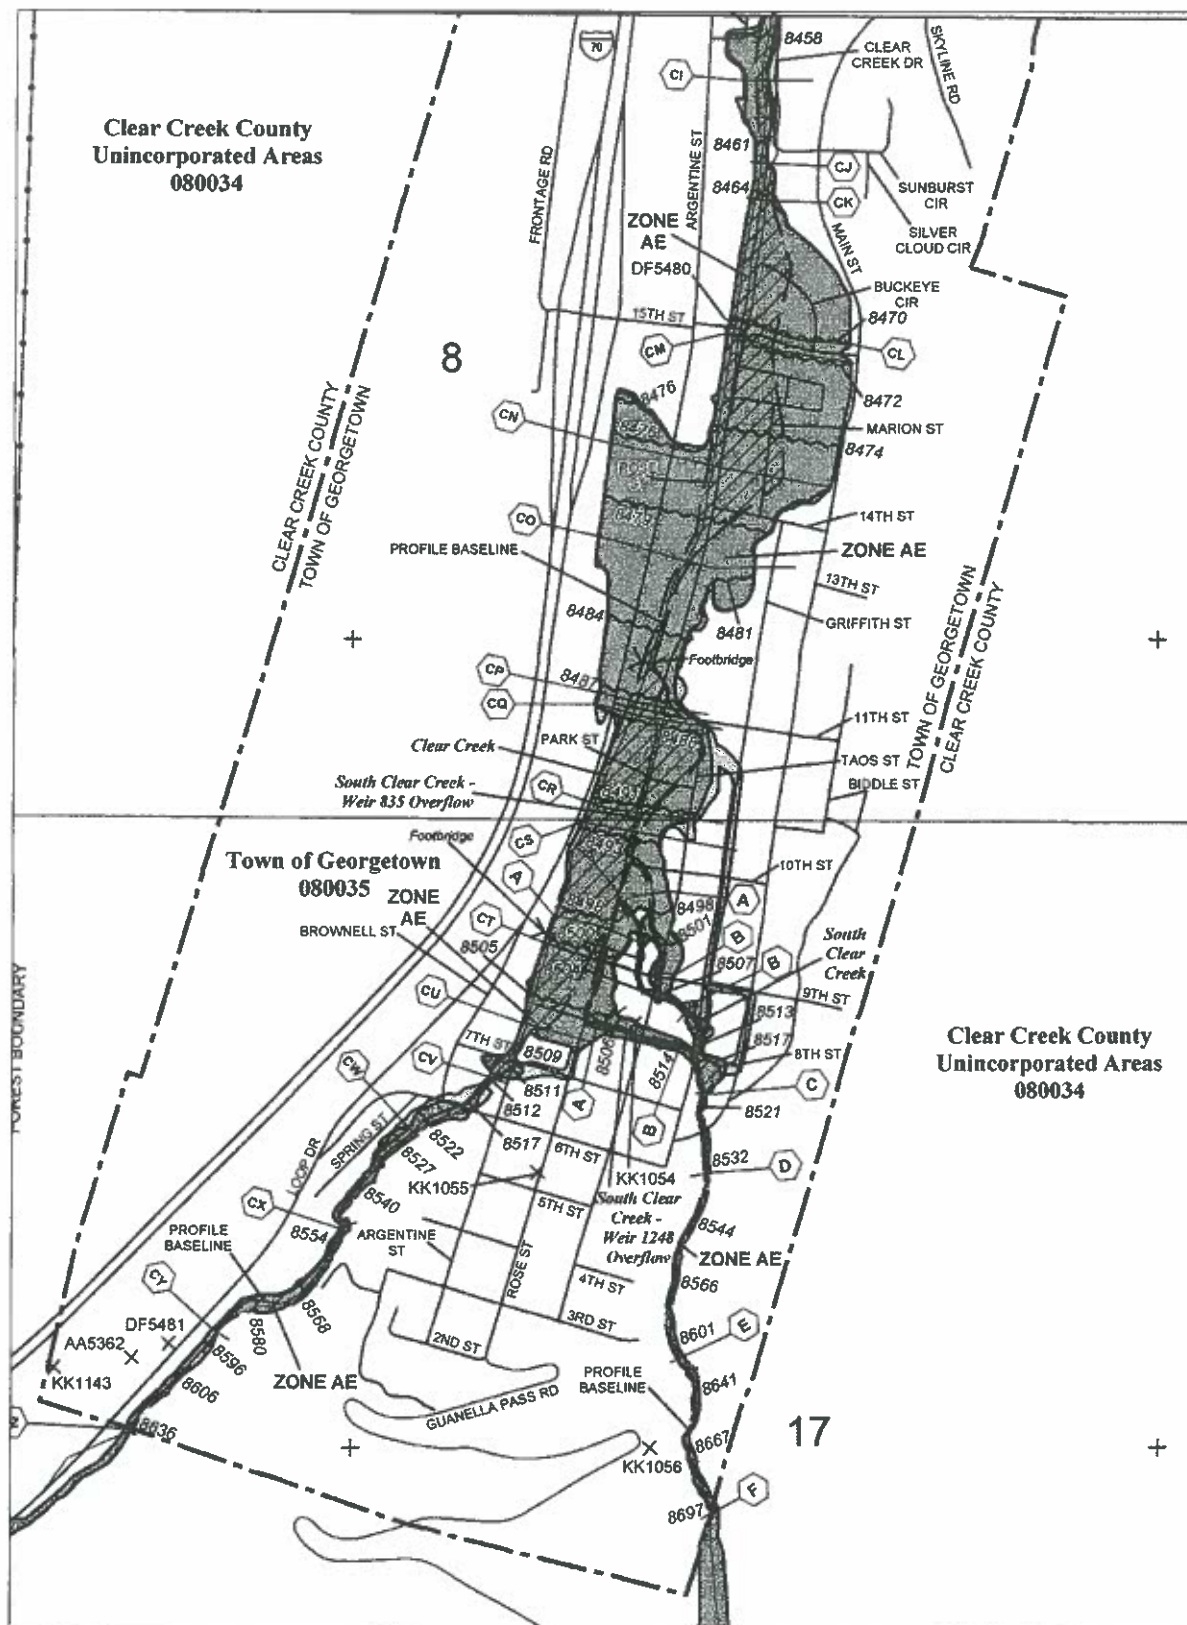 70
8458
CLEAR
CREEK DR
SKYLINE RD
CI
Clear Creek County
Unincorporated Areas
080034
FRONTAGE RD
ARGENTINE ST
8461
CJ
8464
CK
SUNBURST
CIR
SILVER
CLOUD CIR
MAIN ST
ZONE
AE
DF5480
BUCKEYE
CIR
15TH ST
8470
CM
CL
8
8476
8472
CN
MARION ST
8474
CLEAR CREEK COUNTY
TOWN OF GEORGETOWN
CO
14TH ST
PROFILE BASELINE
ZONE AE
13TH ST
8484
8481
GRIFFITH ST
TOWN OF GEORGETOWN
CLEAR CREEK COUNTY
Footbridge
CP
8487
CQ
11TH ST
PARK ST
Clear Creek
TAOS ST
BIDDLE ST
South Clear Creek -
Weir 835 Overflow
CR
CS
Footbridge
8493
Town of Georgetown
080035
10TH ST
A
A
ZONE
AE
CT
8498
8501
B
BROWNELL ST
8505
South
Clear
Creek
8507
B
9TH ST
CU
8513
8517
Clear Creek County
Unincorporated Areas
080034
FOREST BOUNDARY
7TH ST
8509
8506
8514
8TH ST
CV
CW
8511
8512
A
B
C
8521
LOOP DR
SPRING ST
8522
8517
8527
6TH ST
8532
D
KK1055
KK1054
8540
5TH ST
South Clear
Creek -
Weir 1248
Overflow
CX
8554
PROFILE
BASELINE
ARGENTINE
ST
ROSE ST
8544
ZONE AE
4TH ST
8566
CY
8568
3RD ST
DF5481
8580
AA5362
8596
2ND ST
8601
E
KK1143
ZONE AE
PROFILE
BASELINE
8606
8641
GUANELLA PASS RD
8636
8667
17
KK1056
F
8697